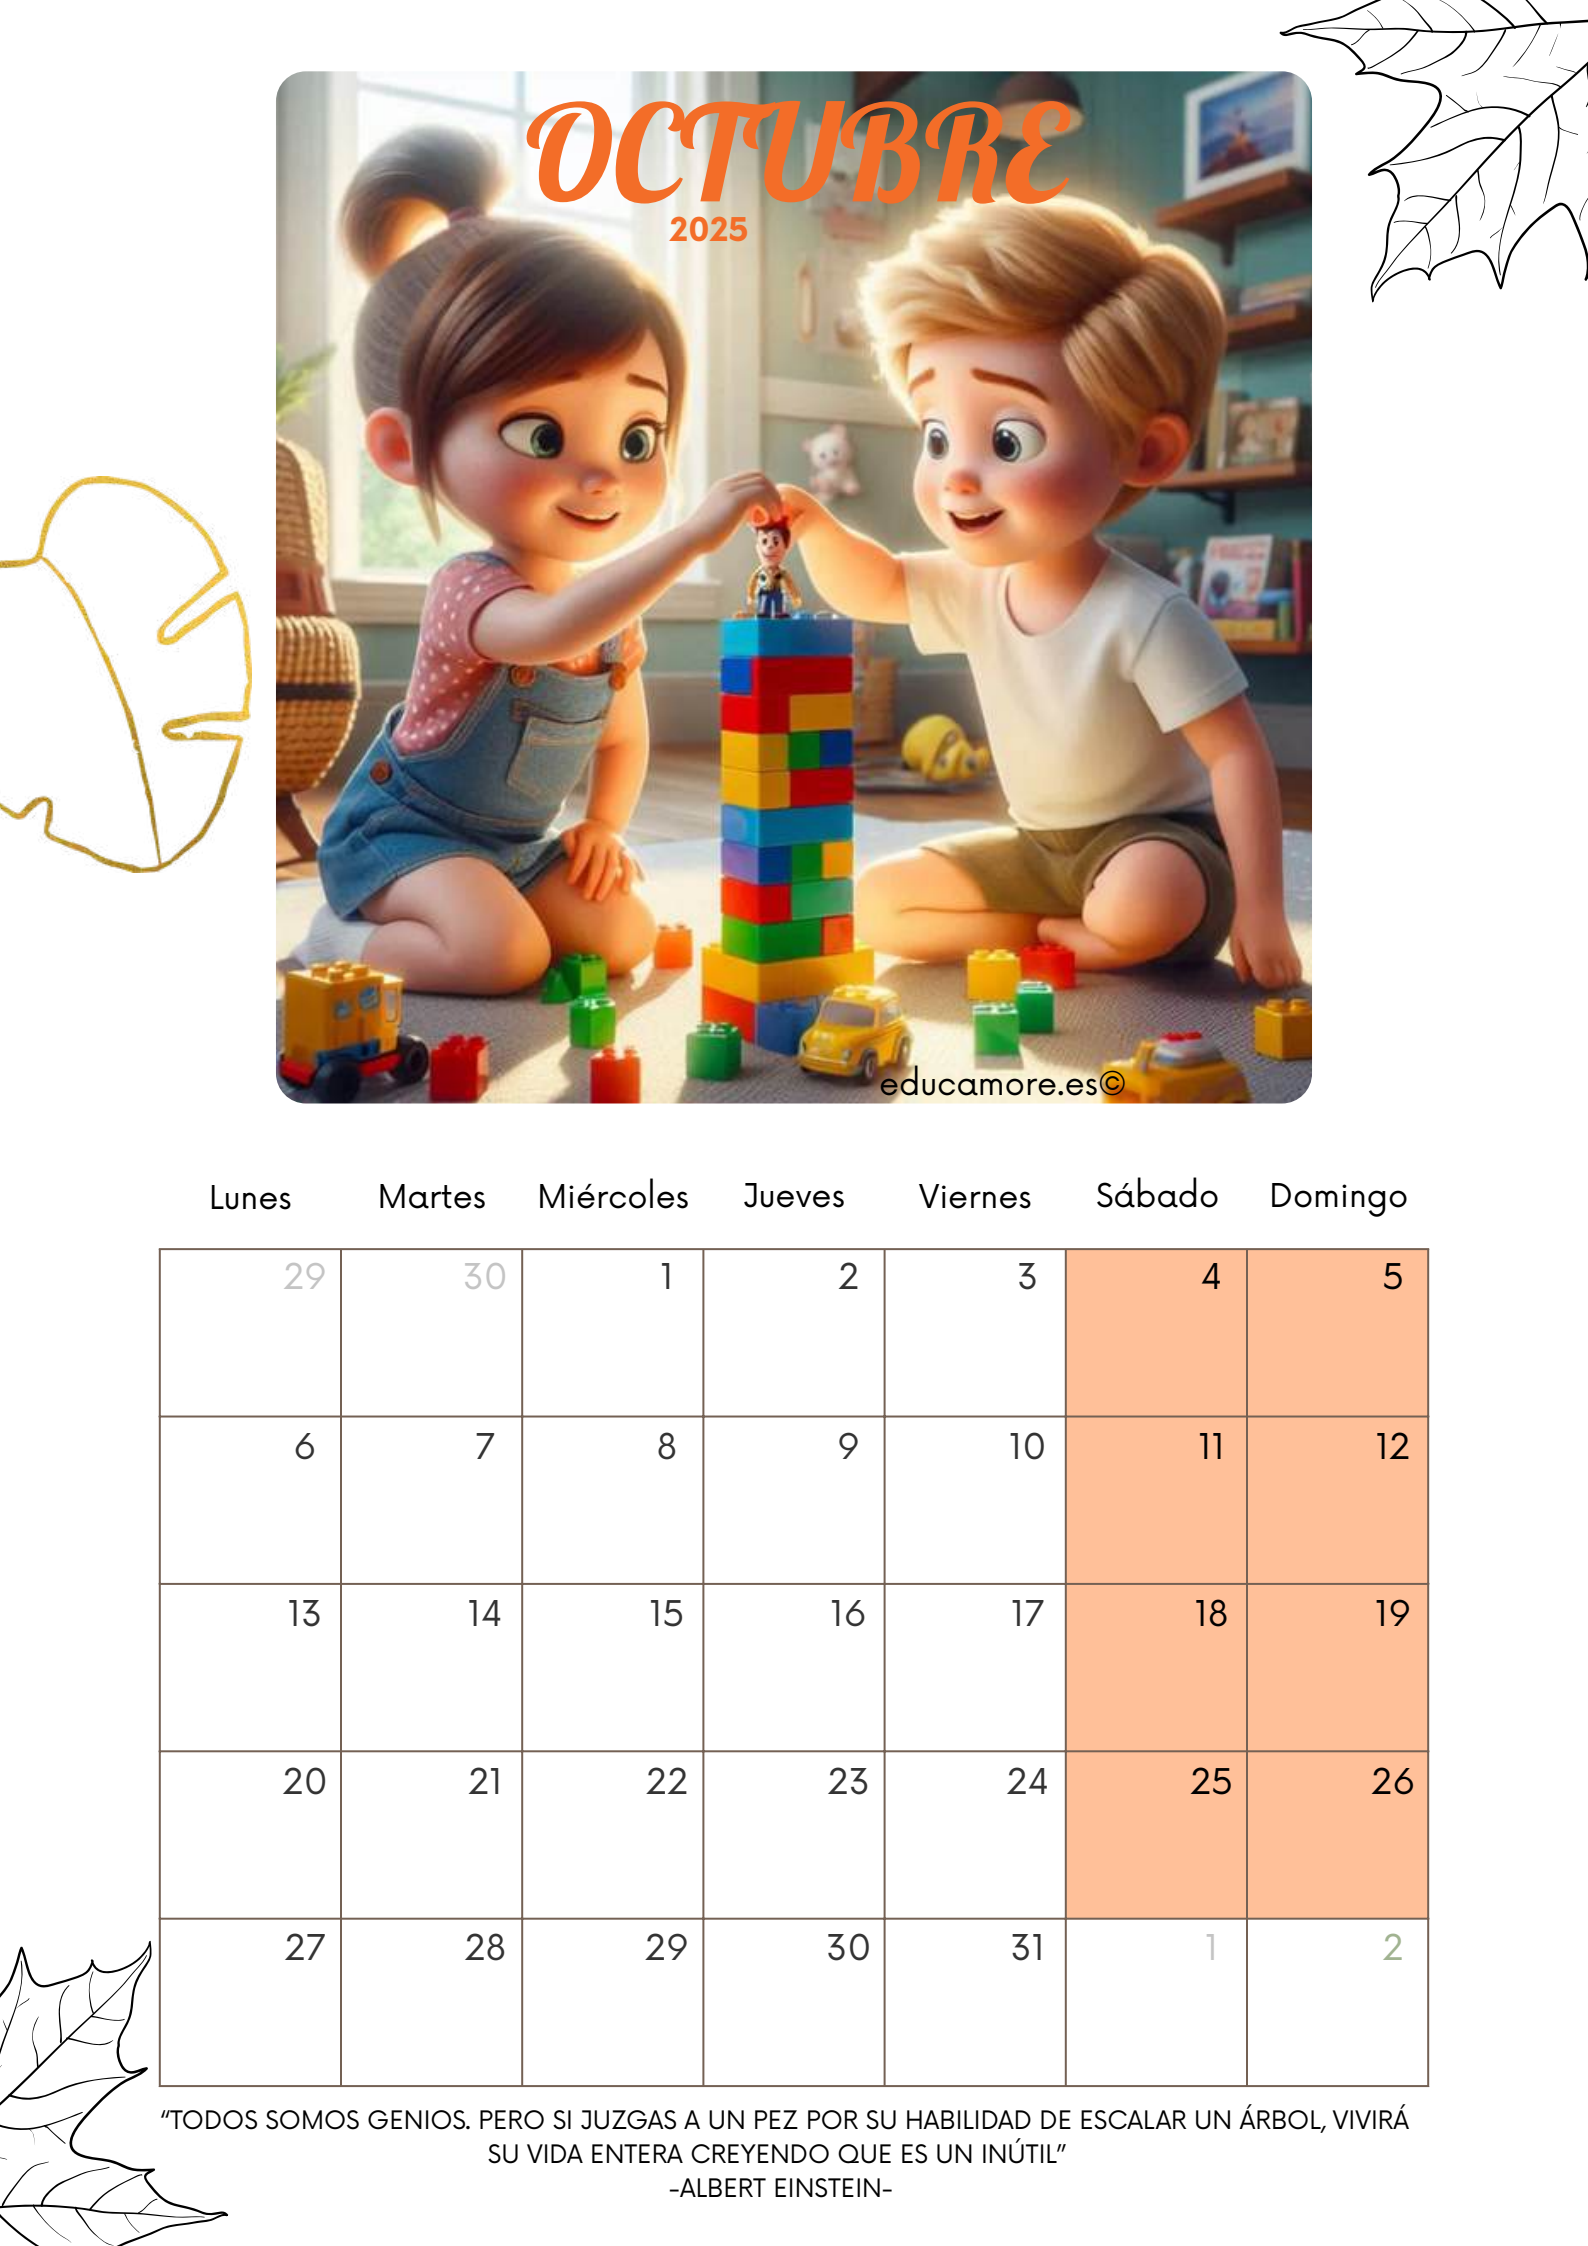 OCTUBRE
2025
educamore.es©
Lunes Martes Miércoles Jueves Viernes Sábado Domingo
29 30 1 2 3 4 5
6 7 8 9 10 11 12
13 14 15 16 17 18 19
20 21 22 23 24 25 26
27 28 29 30 31 1 2
“TODOS SOMOS GENIOS. PERO SI JUZGAS A UN PEZ POR SU HABILIDAD DE ESCALAR UN ÁRBOL, VIVIRÁ
SU VIDA ENTERA CREYENDO QUE ES UN INÚTIL”
-ALBERT EINSTEIN-